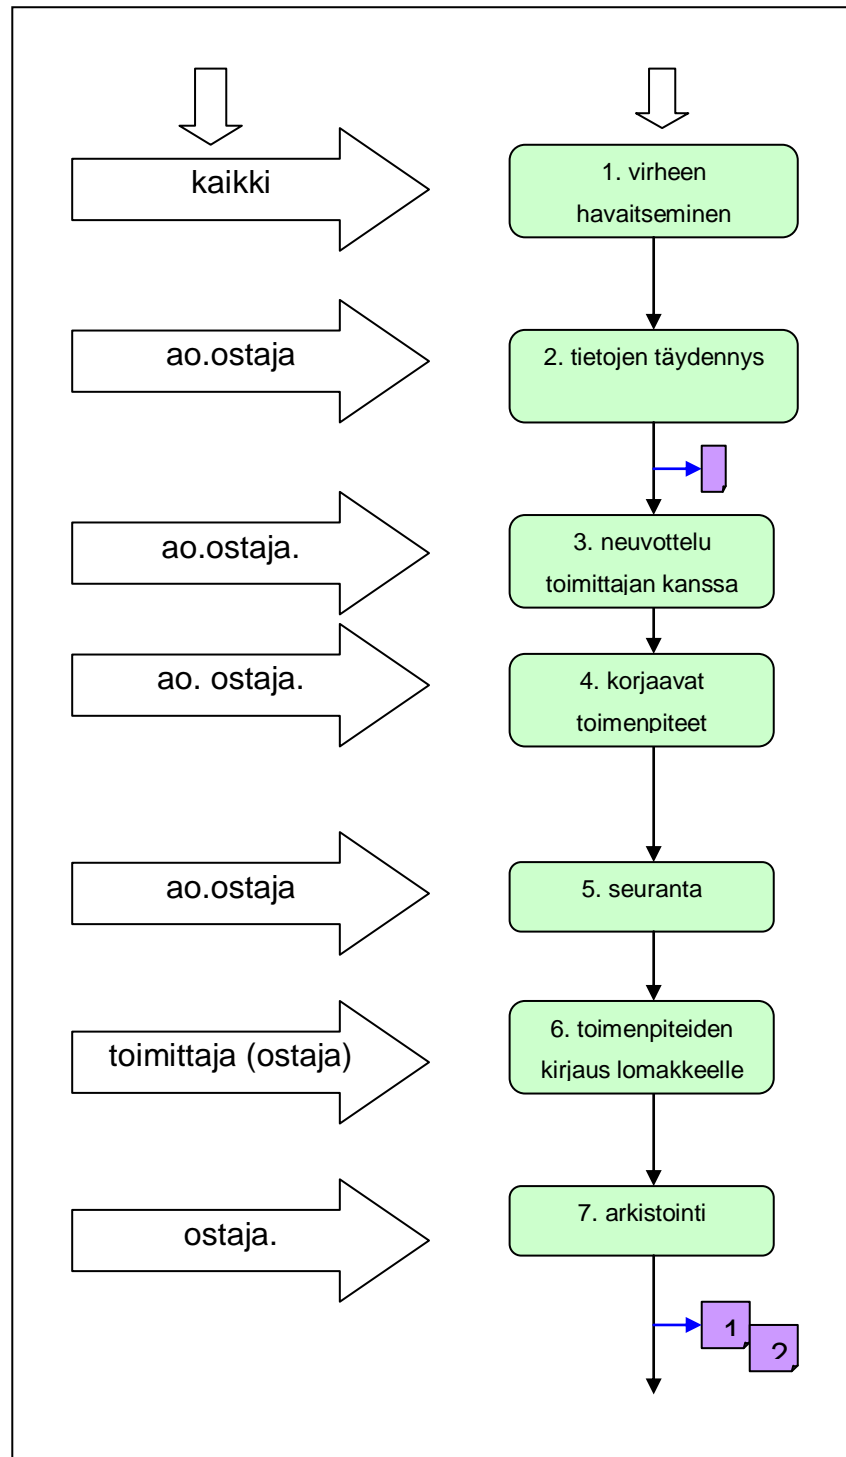 kaikki
1. virheen
havaitseminen
ao.ostaja
2. tietojen täydennys
ao.ostaja.
3. neuvottelu
toimittajan kanssa
ao. ostaja.
4. korjaavat
toimenpiteet
ao.ostaja
5. seuranta
toimittaja (ostaja)
6. toimenpiteiden
kirjaus lomakkeelle
ostaja.
7. arkistointi
1
2